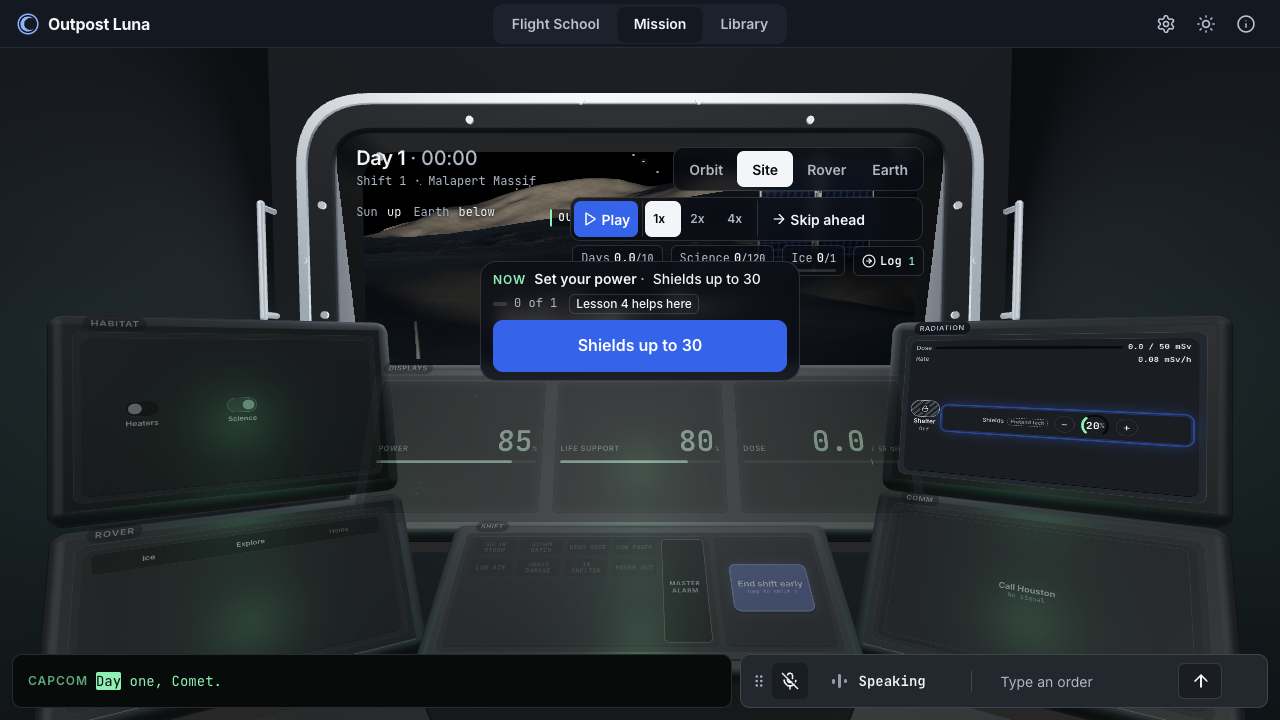 Outpost Luna
Flight School
Mission
Library
Day 1 · 00:00
Shift 1 · Malapert Massif
Sun up Earth below
Orbit
Site
Rover
Earth
Play
1x
2x
4x
Skip ahead
Days 0.0/10
Science 0/120
Ice 0/1
Log 1
NOW Set your power · Shields up to 30
0 of 1 Lesson 4 helps here
Shields up to 30
HABITAT
Heaters
Science
DISPLAYS
POWER 85%
LIFE SUPPORT 80%
DOSE 0.0
RADIATION
Dose 0.0 / 50 mSv
Rate 0.08 mSv/h
Shelter
Off
Shields
− 20% +
ROVER
Ice
Explore
Home
SHIFT
MASTER
ALARM
End shift early
COMM
Call Houston
No signal
CAPCOM Day one, Comet.
Speaking
Type an order